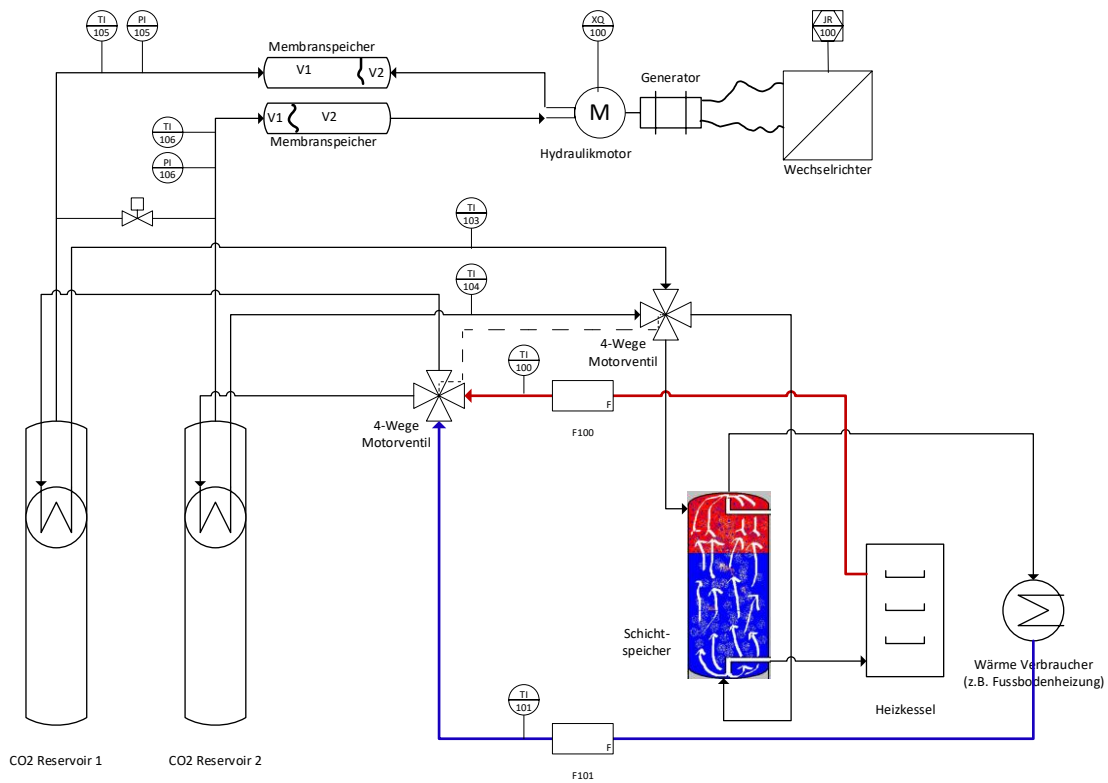 TI
105
PI
105
XQ
100
JR
100
Membranspeicher
V1
V2
Generator
V1
V2
M
Membranspeicher
TI
106
PI
106
Hydraulikmotor
Wechselrichter
TI
103
TI
104
4-Wege
Motorventil
TI
100
F
F100
4-Wege
Motorventil
Schicht-
speicher
Wärme Verbraucher
(z.B. Fussbodenheizung)
Heizkessel
TI
101
F
F101
CO2 Reservoir 1
CO2 Reservoir 2